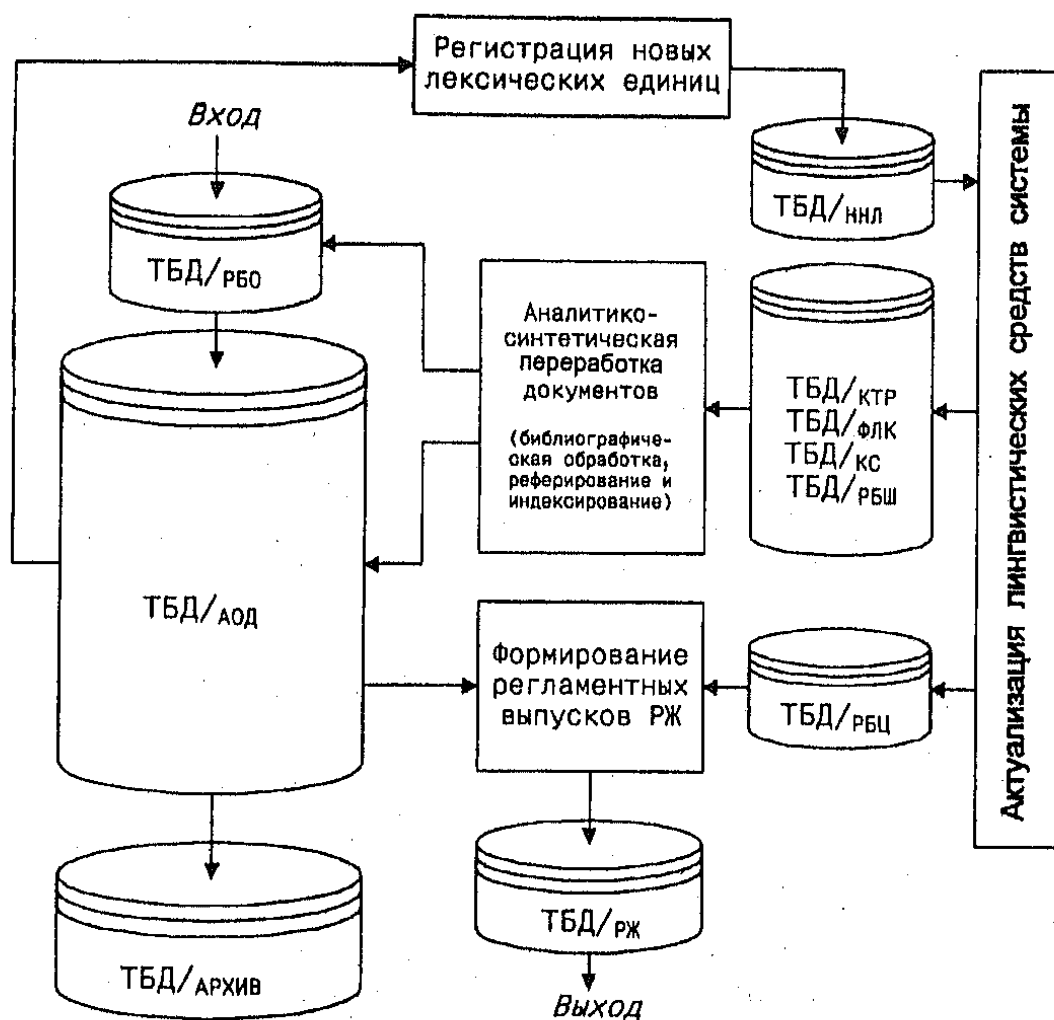 Регистрация новых
лексических единиц
Вход
ТБД/ННЛ
ТБД/РБО
Аналитико-
синтетическая
переработка
документов
(библиографиче-
ская обработка,
реферирование и
индексирование)
ТБД/КТР
ТБД/ФЛК
ТБД/КС
ТБД/РБШ
Актуализация лингвистических средств системы
ТБД/АОД
Формирование
регламентных
выпусков РЖ
ТБД/РБЦ
ТБД/РЖ
ТБД/АРХИВ
Выход